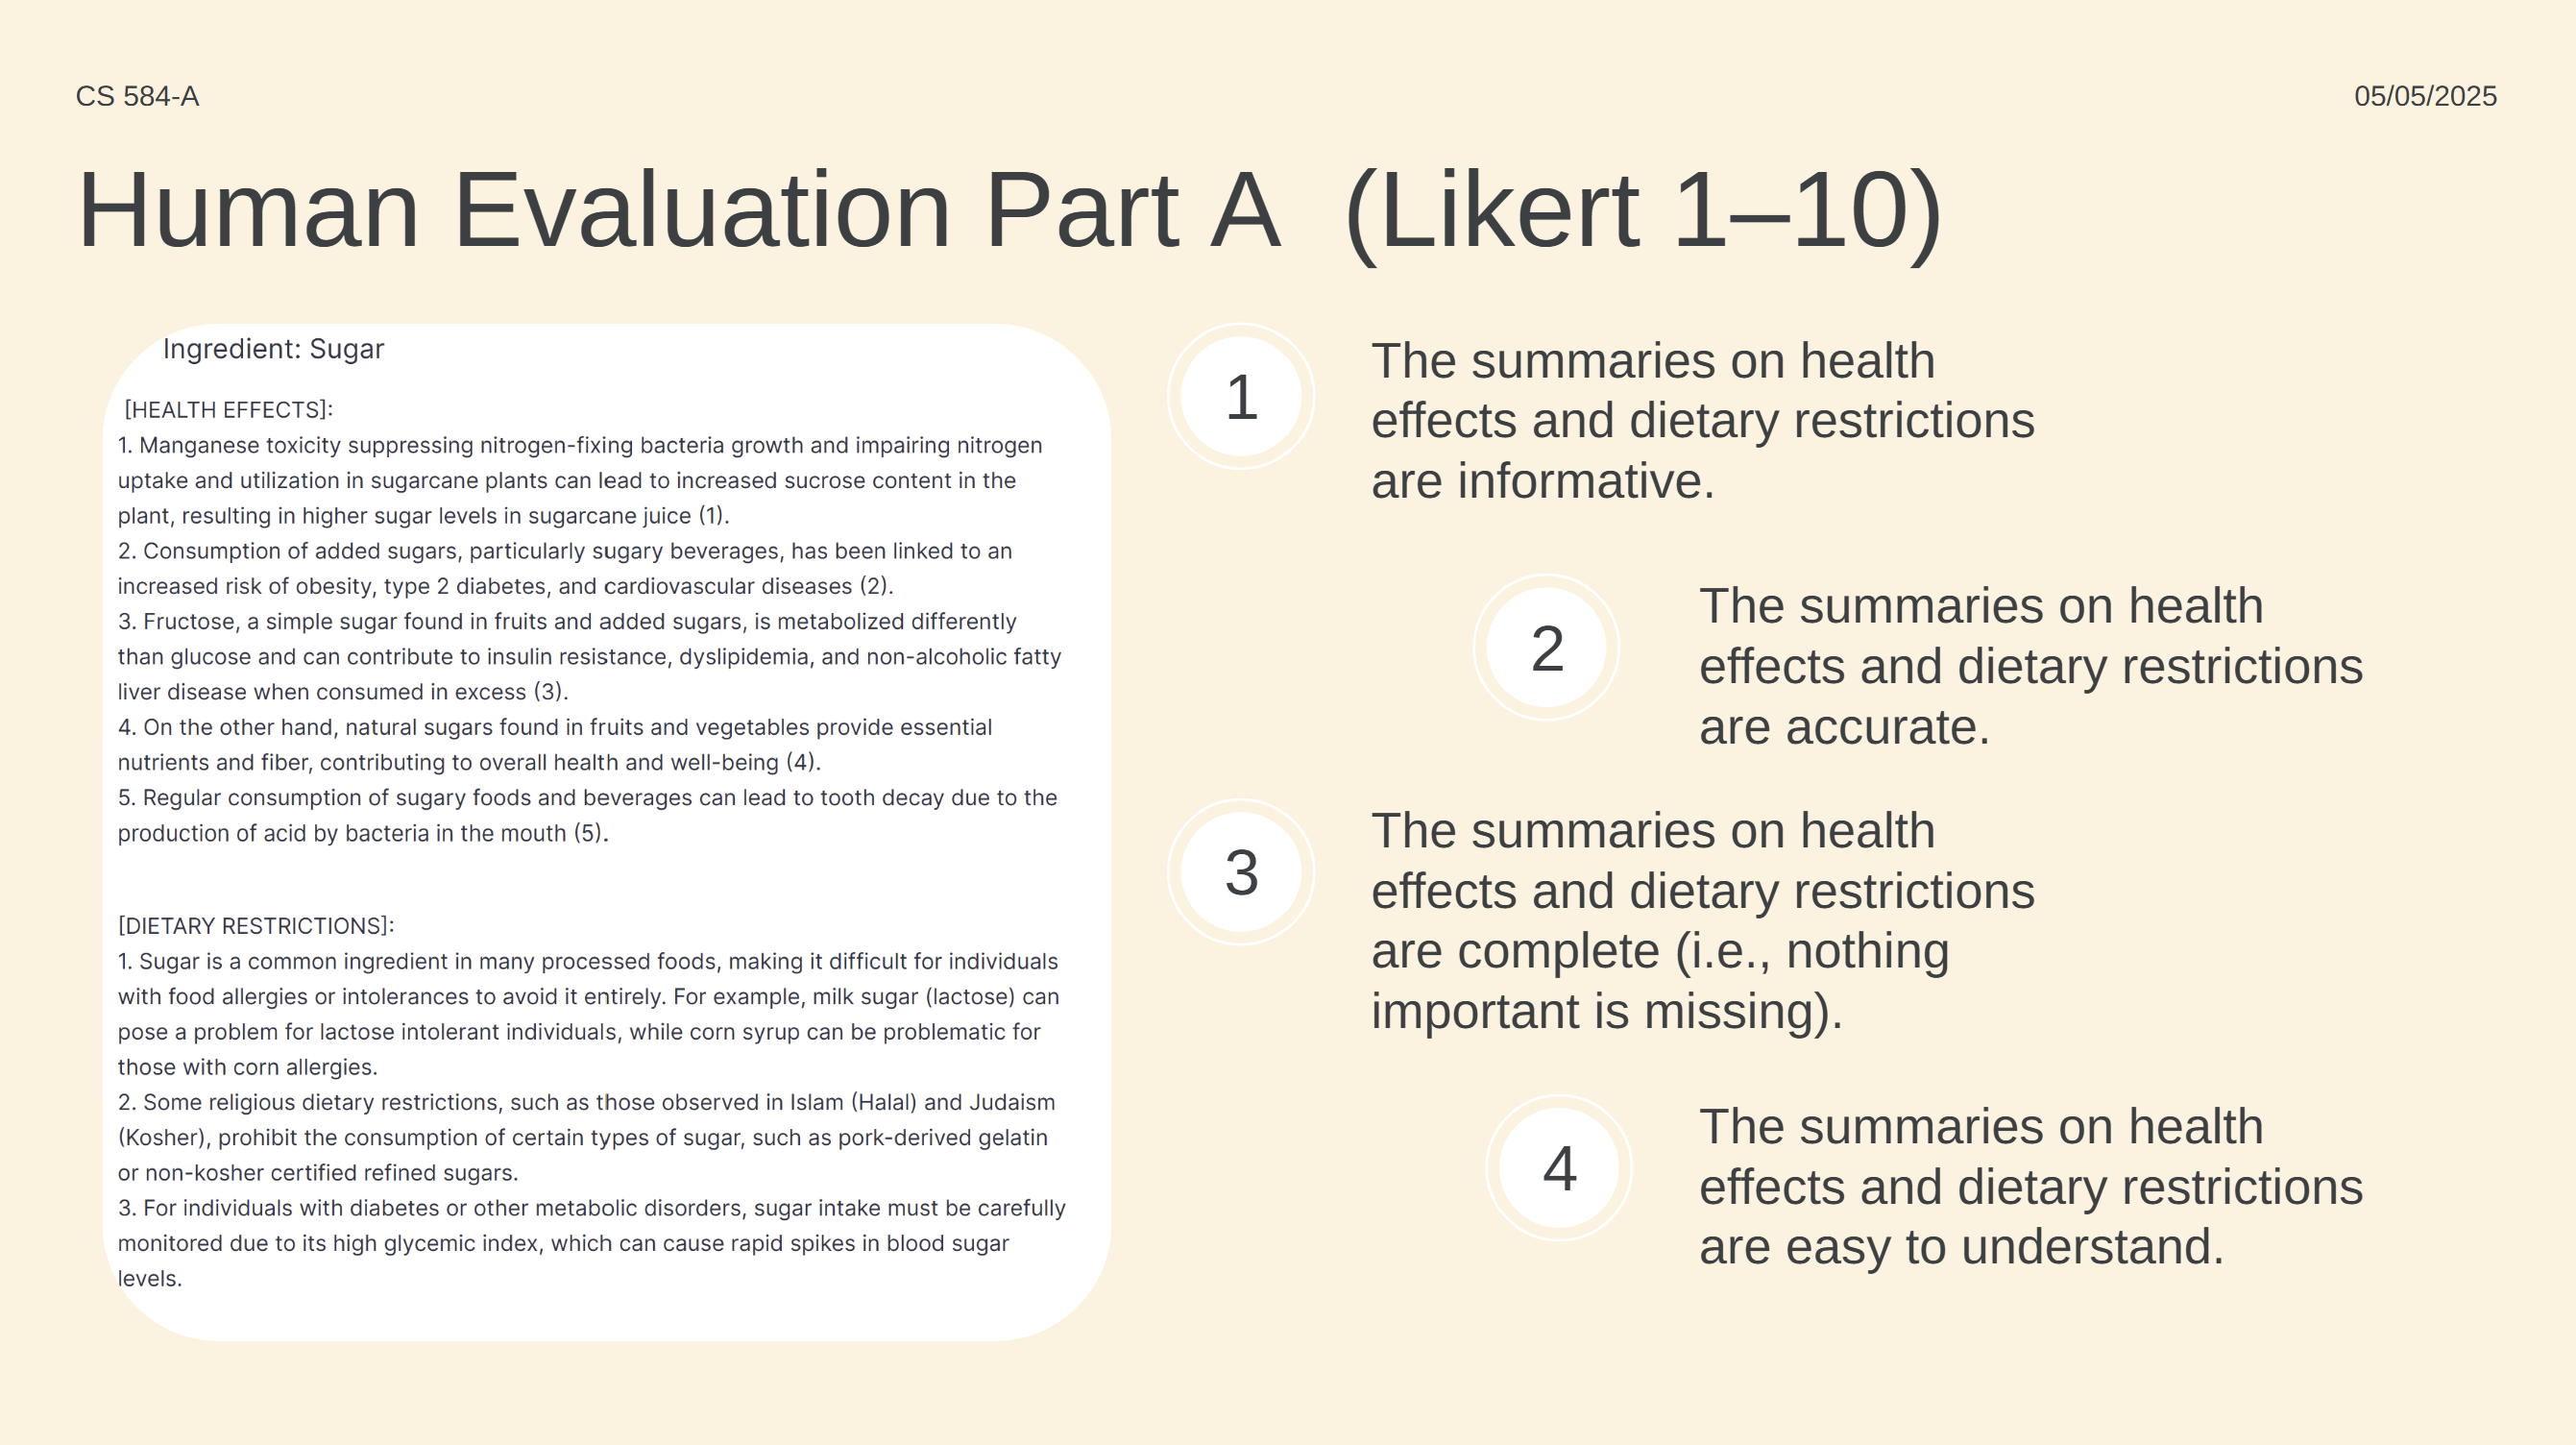 CS 584-A
05/05/2025
Human Evaluation Part A  (Likert 1–10)
Ingredient: Sugar
[HEALTH EFFECTS]:
1. Manganese toxicity suppressing nitrogen-fixing bacteria growth and impairing nitrogen
uptake and utilization in sugarcane plants can lead to increased sucrose content in the
plant, resulting in higher sugar levels in sugarcane juice (1).
2. Consumption of added sugars, particularly sugary beverages, has been linked to an
increased risk of obesity, type 2 diabetes, and cardiovascular diseases (2).
3. Fructose, a simple sugar found in fruits and added sugars, is metabolized differently
than glucose and can contribute to insulin resistance, dyslipidemia, and non-alcoholic fatty
liver disease when consumed in excess (3).
4. On the other hand, natural sugars found in fruits and vegetables provide essential
nutrients and fiber, contributing to overall health and well-being (4).
5. Regular consumption of sugary foods and beverages can lead to tooth decay due to the
production of acid by bacteria in the mouth (5).
[DIETARY RESTRICTIONS]:
1. Sugar is a common ingredient in many processed foods, making it difficult for individuals
with food allergies or intolerances to avoid it entirely. For example, milk sugar (lactose) can
pose a problem for lactose intolerant individuals, while corn syrup can be problematic for
those with corn allergies.
2. Some religious dietary restrictions, such as those observed in Islam (Halal) and Judaism
(Kosher), prohibit the consumption of certain types of sugar, such as pork-derived gelatin
or non-kosher certified refined sugars.
3. For individuals with diabetes or other metabolic disorders, sugar intake must be carefully
monitored due to its high glycemic index, which can cause rapid spikes in blood sugar
levels.
1
The summaries on health
effects and dietary restrictions
are informative.
2
The summaries on health
effects and dietary restrictions
are accurate.
3
The summaries on health
effects and dietary restrictions
are complete (i.e., nothing
important is missing).
4
The summaries on health
effects and dietary restrictions
are easy to understand.